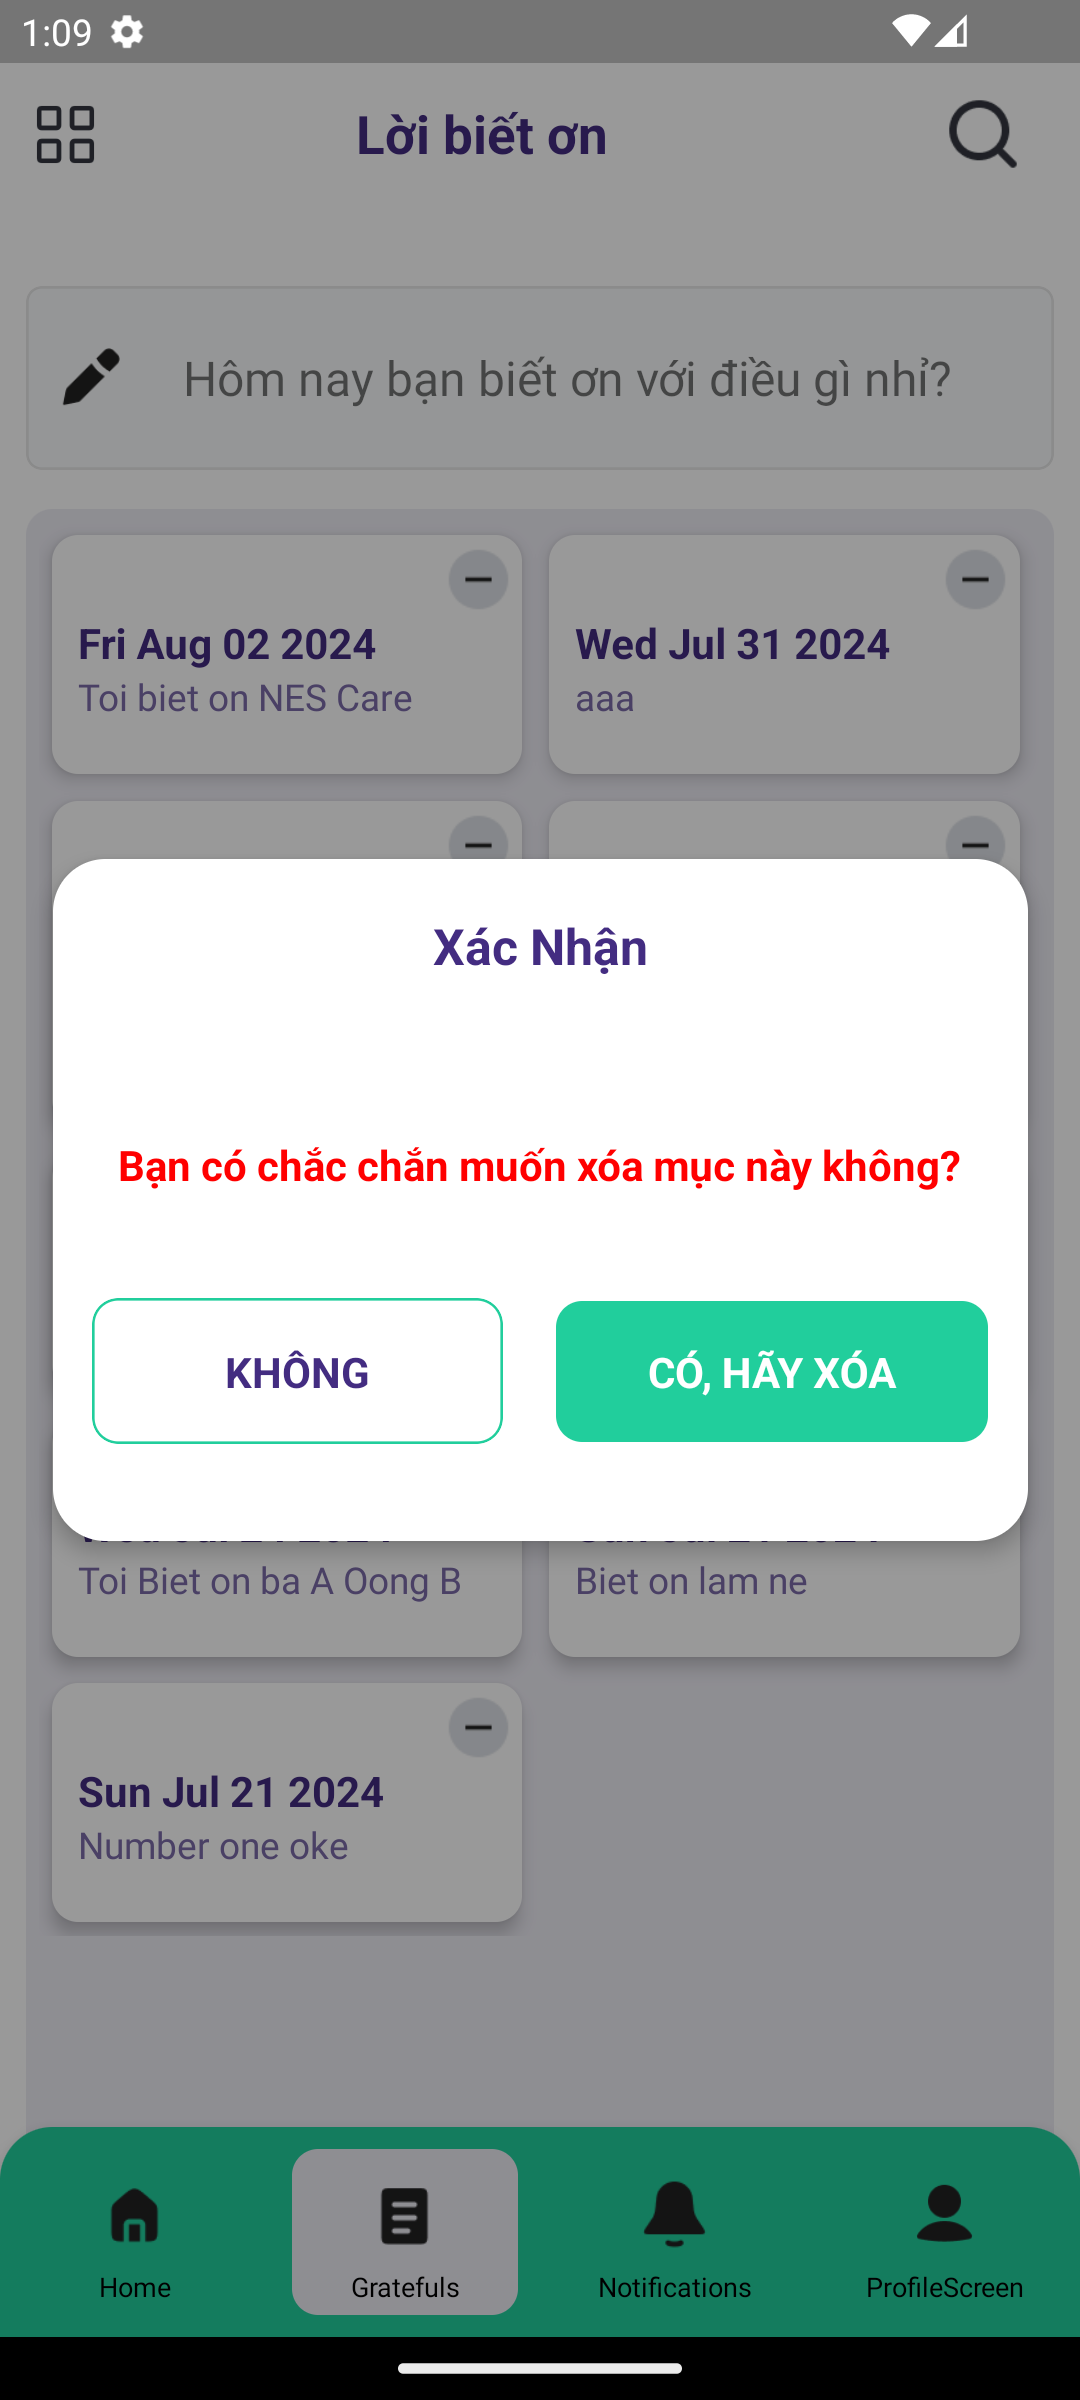 1:09
Lời biết ơn
Hôm nay bạn biết ơn với điều gì nhỉ?
Fri Aug 02 2024
Toi biet on NES Care
Wed Jul 31 2024
aaa
Xác Nhận
Bạn có chắc chắn muốn xóa mục này không?
KHÔNG
CÓ, HÃY XÓA
Toi Biet on ba A Oong B
Biet on lam ne
Sun Jul 21 2024
Number one oke
Home
Gratefuls
Notifications
ProfileScreen